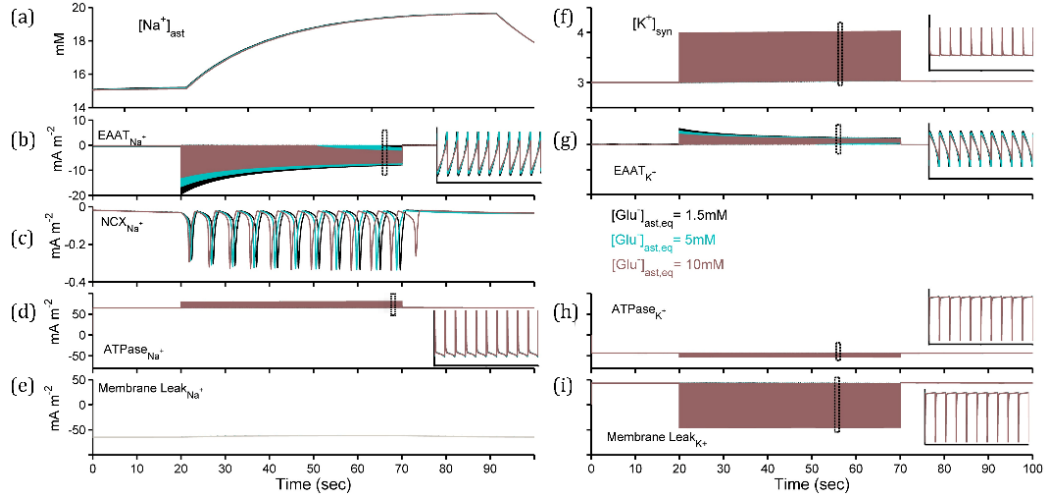 (a)
[Na+]ast
mM
20
18
16
14
(b)
EAATNa+
mA m-2
10
0
-10
-20
(c)
NCXNa+
mA m-2
0
-0.2
-0.4
(d)
ATPaseNa+
mA m-2
50
0
-50
(e)
Membrane LeakNa+
mA m-2
50
0
-50
0 10 20 30 40 50 60 70 80 90 100
Time (sec)
(f)
[K+]syn
4
3
(g)
EAATK-
[Glu-]ast,eq = 1.5mM
[Glu-]ast,eq = 5mM
[Glu-]ast,eq = 10mM
(h)
ATPaseK-
(i)
Membrane LeakK+
0 10 20 30 40 50 60 70 80 90 100
Time (sec)